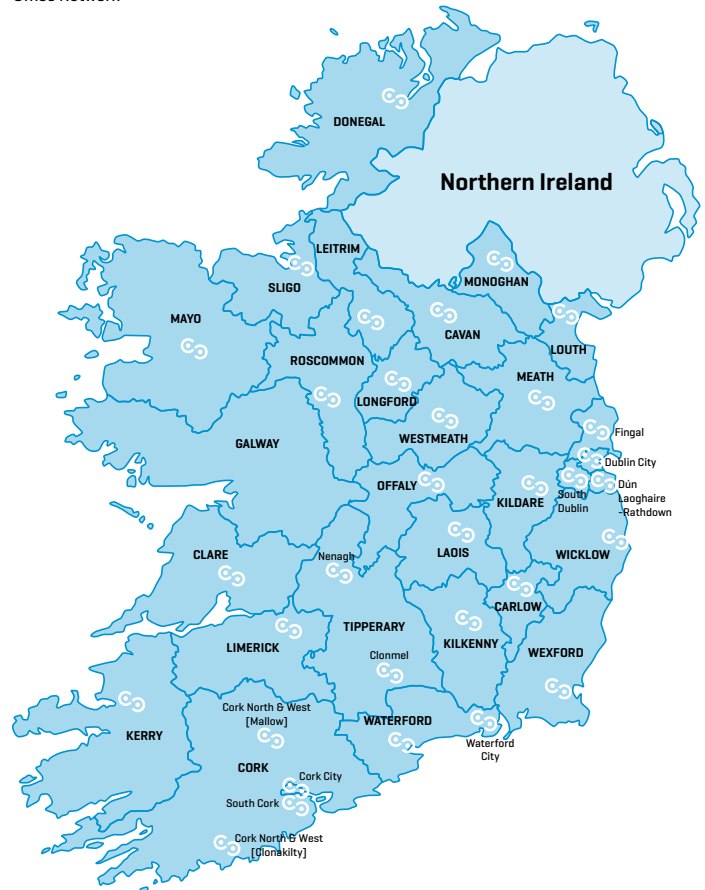 Office Network
DONEGAL
Northern Ireland
LEITRIM
MONOGHAN
SLIGO
MAYO
CAVAN
LOUTH
ROSCOMMON
MEATH
LONGFORD
GALWAY
WESTMEATH
Fingal
Dublin City
OFFALY
South
Dublin
Dún
Laoghaire
-Rathdown
KILDARE
CLARE
Nenagh
LAOIS
WICKLOW
CARLOW
TIPPERARY
LIMERICK
KILKENNY
WEXFORD
Clonmel
Cork North & West
[Mallow]
WATERFORD
KERRY
Waterford
City
CORK
Cork City
South Cork
Cork North & West
[Clonakilty]